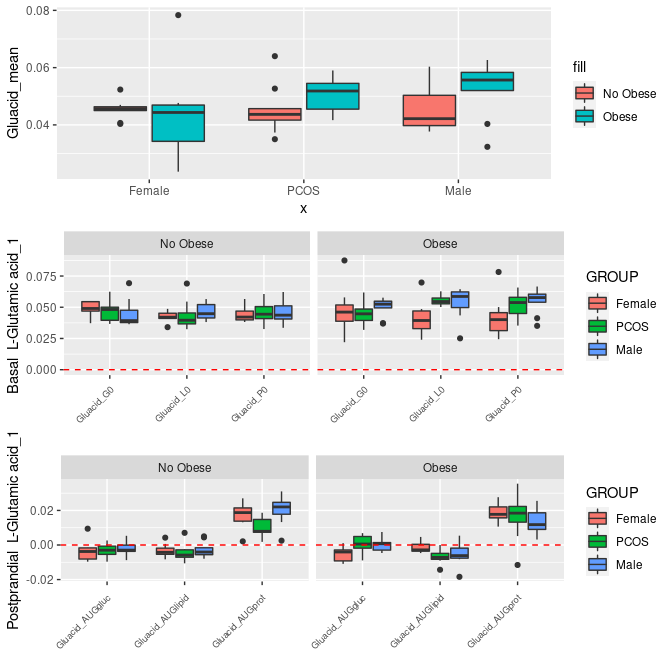 Gluacid_mean
0.08
0.06
0.04
Female
PCOS
Male
x
fill
No Obese
Obese
Basal L-Glutamic acid_1
No Obese
Obese
0.075
0.050
0.025
0.000
Gluacid_G0
Gluacid_L0
Gluacid_P0
Gluacid_G0
Gluacid_L0
Gluacid_P0
GROUP
Female
PCOS
Male
Postprandial L-Glutamic acid_1
No Obese
Obese
0.02
0.00
-0.02
Gluacid_AUGgluc
Gluacid_AUGlipid
Gluacid_AUGprot
Gluacid_AUGgluc
Gluacid_AUGlipid
Gluacid_AUGprot
GROUP
Female
PCOS
Male